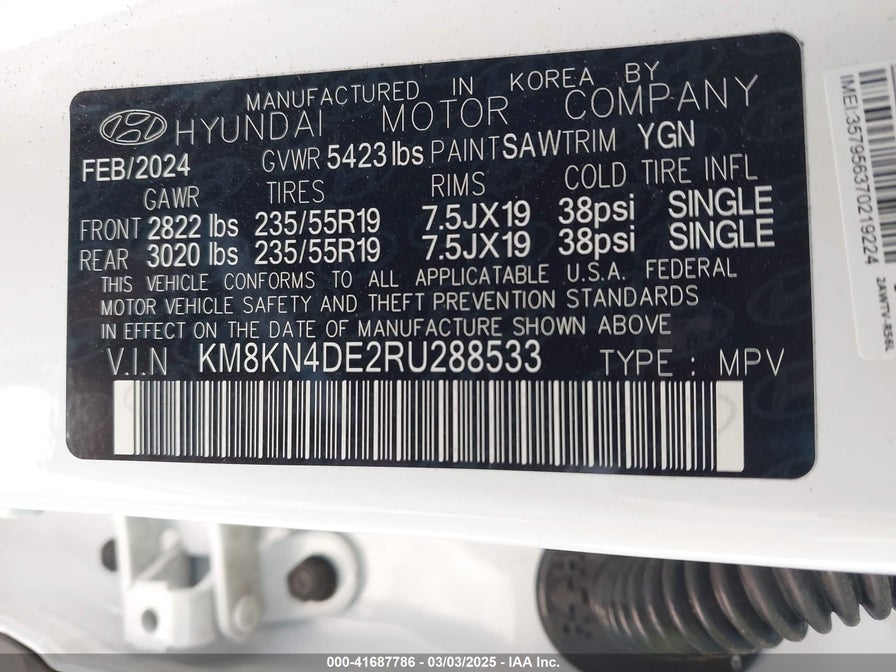 MANUFACTURED IN KOREA BY
HYUNDAI MOTOR COMPANY
FEB/2024 GVWR 5423 lbs PAINT SAW TRIM YGN
GAWR TIRES RIMS COLD TIRE INFL
FRONT 2822 lbs 235/55R19 7.5JX19 38psi SINGLE
REAR 3020 lbs 235/55R19 7.5JX19 38psi SINGLE
THIS VEHICLE CONFORMS TO ALL APPLICATABLE U.S.A. FEDERAL
MOTOR VEHICLE SAFETY AND THEFT PREVENTION STANDARDS
IN EFFECT ON THE DATE OF MANUFACTURE SHOWN ABOVE
V.I.N KM8KN4DE2RU288533 TYPE : MPV
IMEI:357956370219224
000-41687786 - 03/03/2025 - IAA Inc.